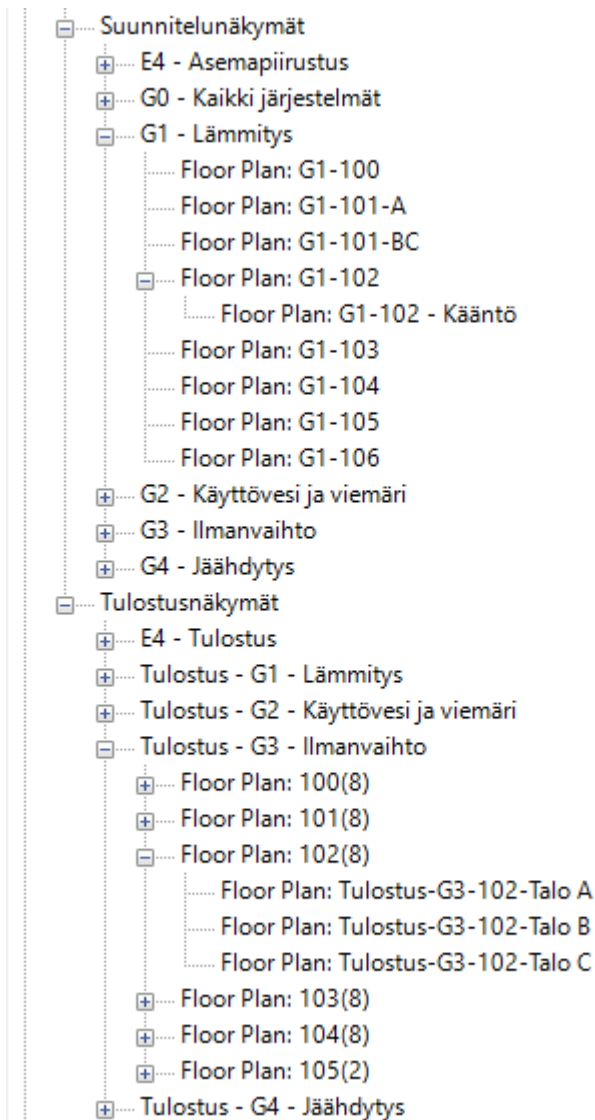 Suunnitelunäkymät
E4 - Asemapiirustus
G0 - Kaikki järjestelmät
G1 - Lämmitys
Floor Plan: G1-100
Floor Plan: G1-101-A
Floor Plan: G1-101-BC
Floor Plan: G1-102
Floor Plan: G1-102 - Kääntö
Floor Plan: G1-103
Floor Plan: G1-104
Floor Plan: G1-105
Floor Plan: G1-106
G2 - Käyttövesi ja viemäri
G3 - Ilmanvaihto
G4 - Jäähdytys
Tulostusnäkymät
E4 - Tulostus
Tulostus - G1 - Lämmitys
Tulostus - G2 - Käyttövesi ja viemäri
Tulostus - G3 - Ilmanvaihto
Floor Plan: 100(8)
Floor Plan: 101(8)
Floor Plan: 102(8)
Floor Plan: Tulostus-G3-102-Talo A
Floor Plan: Tulostus-G3-102-Talo B
Floor Plan: Tulostus-G3-102-Talo C
Floor Plan: 103(8)
Floor Plan: 104(8)
Floor Plan: 105(2)
Tulostus - G4 - Jäähdytys